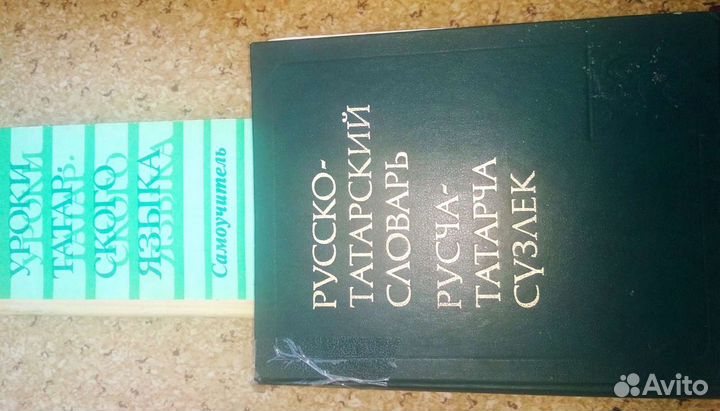 УРОКИ
ТАТАР-
СКОГО
ЯЗЫКА
Самоучитель
РУССКО-
ТАТАРСКИЙ
СЛОВАРЬ
РУСЧА-
ТАТАРЧА
СҮЗЛЕК
Avito